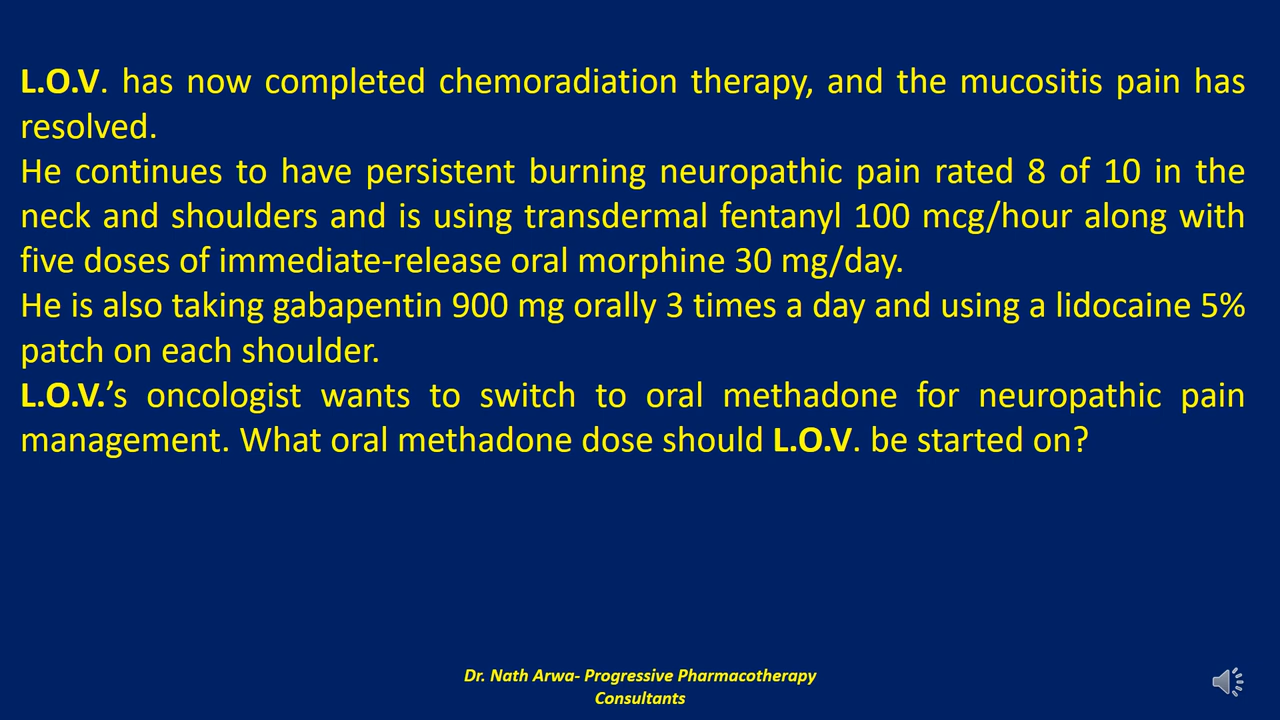 L.O.V. has now completed chemoradiation therapy, and the mucositis pain has
resolved.
He continues to have persistent burning neuropathic pain rated 8 of 10 in the
neck and shoulders and is using transdermal fentanyl 100 mcg/hour along with
five doses of immediate-release oral morphine 30 mg/day.
He is also taking gabapentin 900 mg orally 3 times a day and using a lidocaine 5%
patch on each shoulder.
L.O.V.’s oncologist wants to switch to oral methadone for neuropathic pain
management. What oral methadone dose should L.O.V. be started on?
Dr. Nath Arwa- Progressive Pharmacotherapy
Consultants